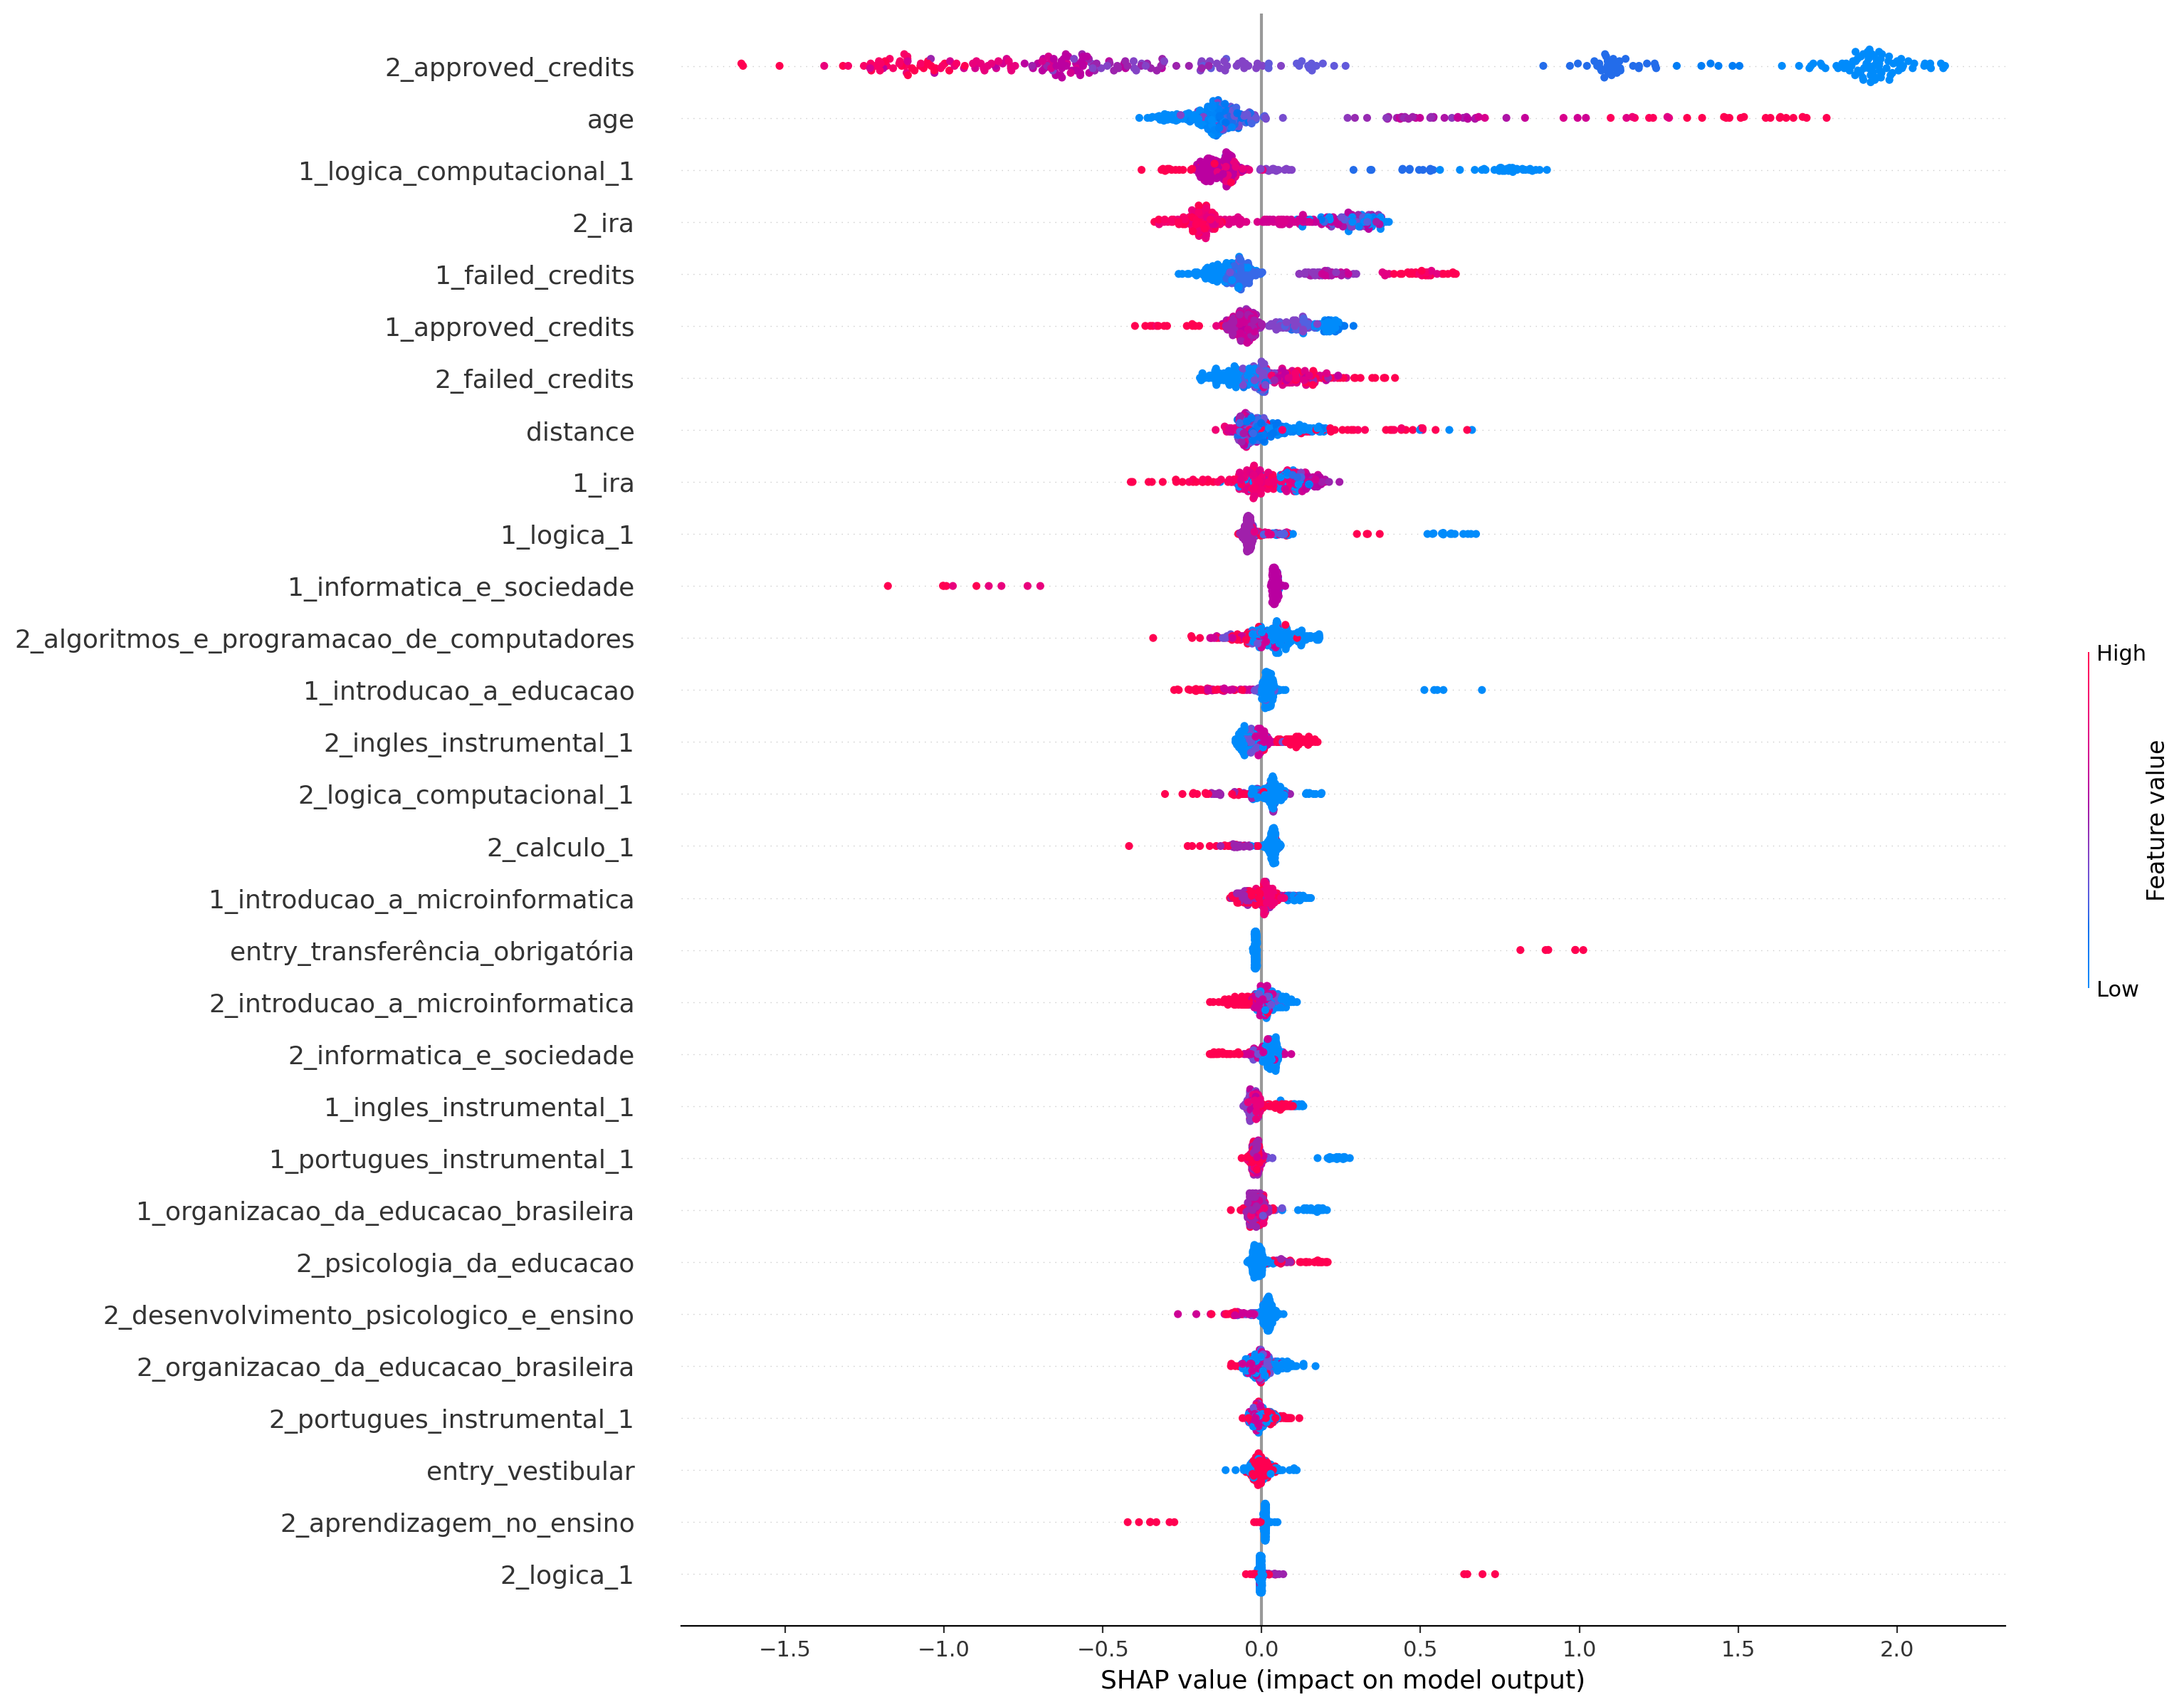 2_approved_credits
age
1_logica_computacional_1
2_ira
1_failed_credits
1_approved_credits
2_failed_credits
distance
1_ira
1_logica_1
1_informatica_e_sociedade
2_algoritmos_e_programacao_de_computadores
1_introducao_a_educacao
2_ingles_instrumental_1
2_logica_computacional_1
2_calculo_1
1_introducao_a_microinformatica
entry_transferência_obrigatória
2_introducao_a_microinformatica
2_informatica_e_sociedade
1_ingles_instrumental_1
1_portugues_instrumental_1
1_organizacao_da_educacao_brasileira
2_psicologia_da_educacao
2_desenvolvimento_psicologico_e_ensino
2_organizacao_da_educacao_brasileira
2_portugues_instrumental_1
entry_vestibular
2_aprendizagem_no_ensino
2_logica_1
−1.5 −1.0 −0.5 0.0 0.5 1.0 1.5 2.0
SHAP value (impact on model output)
High
Feature value
Low